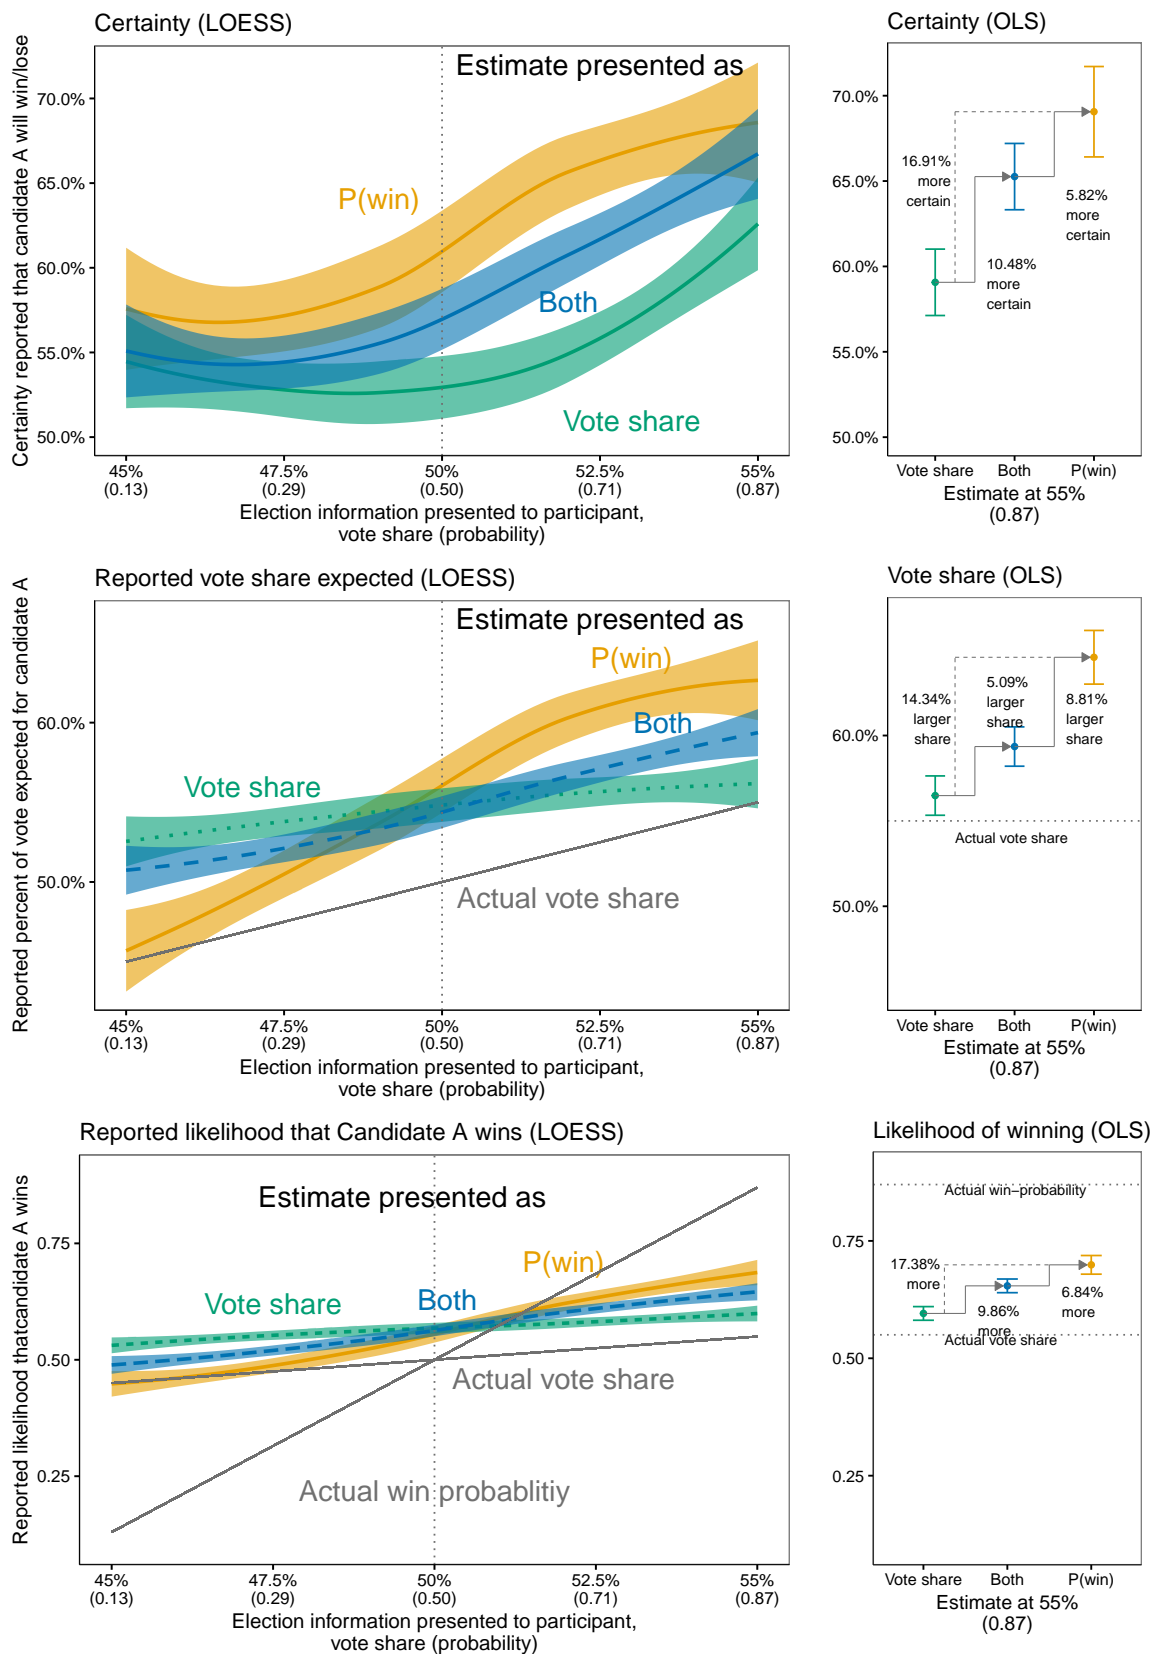 Certainty (LOESS)
Certainty reported that candidate A will win/lose
70.0%
65.0%
60.0%
55.0%
50.0%
Estimate presented as
P(win)
Both
Vote share
45%
(0.13)
47.5%
(0.29)
50%
(0.50)
52.5%
(0.71)
55%
(0.87)
Election information presented to participant,
vote share (probability)
Certainty (OLS)
70.0%
65.0%
60.0%
55.0%
50.0%
16.91%
more
certain
10.48%
more
certain
5.82%
more
certain
Vote share
Both
P(win)
Estimate at 55%
(0.87)
Reported vote share expected (LOESS)
Reported percent of vote expected for candidate A
60.0%
50.0%
Estimate presented as
P(win)
Both
Vote share
Actual vote share
45%
(0.13)
47.5%
(0.29)
50%
(0.50)
52.5%
(0.71)
55%
(0.87)
Election information presented to participant,
vote share (probability)
Vote share (OLS)
60.0%
50.0%
14.34%
larger
share
5.09%
larger
share
8.81%
larger
share
Actual vote share
Vote share
Both
P(win)
Estimate at 55%
(0.87)
Reported likelihood that Candidate A wins (LOESS)
Reported likelihood thatcandidate A wins
0.75
0.50
0.25
Estimate presented as
P(win)
Both
Vote share
Actual vote share
Actual win probablitiy
45%
(0.13)
47.5%
(0.29)
50%
(0.50)
52.5%
(0.71)
55%
(0.87)
Election information presented to participant,
vote share (probability)
Likelihood of winning (OLS)
0.75
0.50
0.25
Actual win−probability
17.38%
more
9.86%
more
6.84%
more
Actual vote share
Vote share
Both
P(win)
Estimate at 55%
(0.87)